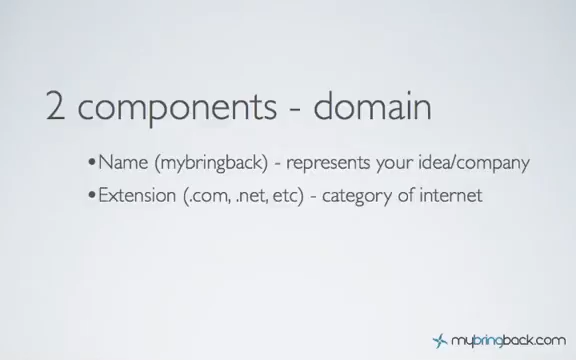 2 components - domain
•Name (mybringback) - represents your idea/company
•Extension (.com, .net, etc) - category of internet
mybringback.com